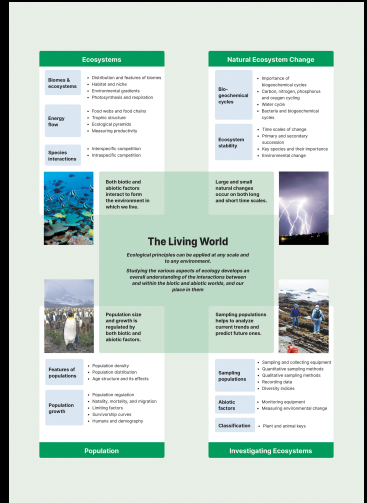 Ecosystems
Biomes &
ecosystems
• Distribution and features of biomes
• Habitat and niche
• Environmental gradients
• Photosynthesis and respiration
Energy
flow
• Food webs and food chains
• Trophic structure
• Ecological pyramids
• Measuring productivity
Species
interactions
• Interspecific competition
• Intraspecific competition
Both biotic and
abiotic factors
interact to form
the environment in
which we live.
Natural Ecosystem Change
Bio-
geochemical
cycles
• Importance of
biogeochemical cycles
• Carbon, nitrogen, phosphorus
and oxygen cycling
• Water cycle
• Bacteria and biogeochemical
cycles
Ecosystem
stability
• Time scales of change
• Primary and secondary
succession
• Key species and their importance
• Environmental change
Large and small
natural changes
occur on both long
and short time scales.
The Living World
Ecological principles can be applied at any scale and
to any environment.
Studying the various aspects of ecology develops an
overall understanding of the interactions between
and within the biotic and abiotic worlds, and our
place in them
Population size
and growth is
regulated by
both biotic and
abiotic factors.
Features of
populations
• Population density
• Population distribution
• Age structure and its effects
Population
growth
• Population regulation
• Natality, mortality, and migration
• Limiting factors
• Survivorship curves
• Humans and demography
Population
Sampling populations
helps to analyze
current trends and
predict future ones.
Sampling
populations
• Sampling and collecting equipment
• Quantitative sampling methods
• Qualitative sampling methods
• Recording data
• Diversity indices
Abiotic
factors
• Monitoring equipment
• Measuring environmental change
Classification
• Plant and animal keys
Investigating Ecosystems